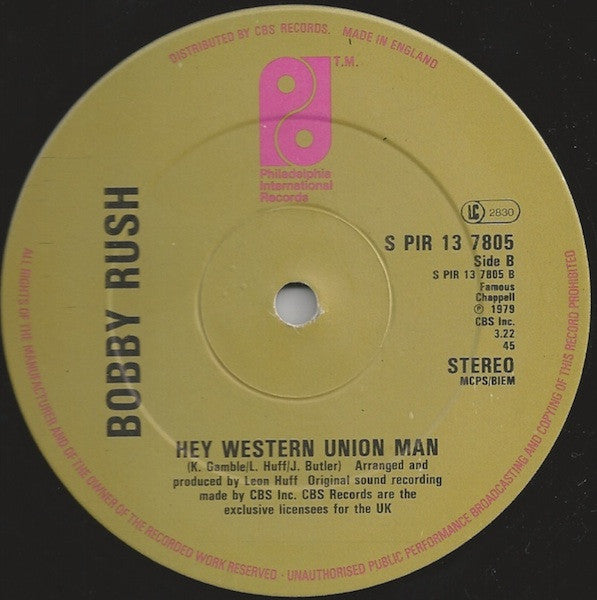 DISTRIBUTED BY CBS RECORDS. MADE IN ENGLAND
T.M.
Philadelphia
International
Records
BOBBY RUSH
LC 2830
S PIR 13 7805
Side B
S PIR 13 7805 B
Famous
Chappell
℗ 1979
CBS Inc.
3.22
45
STEREO
MCPS/BIEM
HEY WESTERN UNION MAN
(K. Gamble/L. Huff/J. Butler) Arranged and
produced by Leon Huff Original sound recording
made by CBS Inc. CBS Records are the
exclusive licensees for the UK
ALL RIGHTS OF THE MANUFACTURER AND OF THE OWNER OF THE RECORDED WORK RESERVED - UNAUTHORISED PUBLIC PERFORMANCE BROADCASTING AND COPYING OF THIS RECORD PROHIBITED